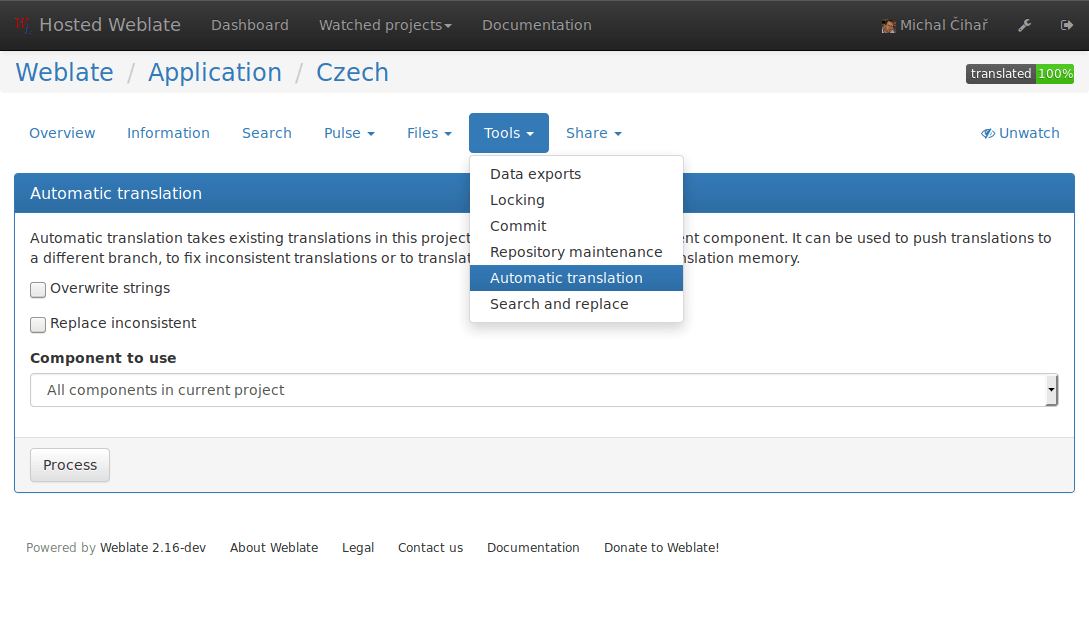 Hosted Weblate Dashboard Watched projects Documentation Michal Čihař
Weblate / Application / Czech translated 100%
Overview Information Search Pulse Files Tools Share Unwatch
Data exports
Locking
Commit
Repository maintenance
Automatic translation
Search and replace
Automatic translation
Automatic translation takes existing translations in this project nt component. It can be used to push translations to
a different branch, to fix inconsistent translations or to translat slation memory.
Overwrite strings
Replace inconsistent
Component to use
All components in current project
Process
Powered by Weblate 2.16-dev About Weblate Legal Contact us Documentation Donate to Weblate!